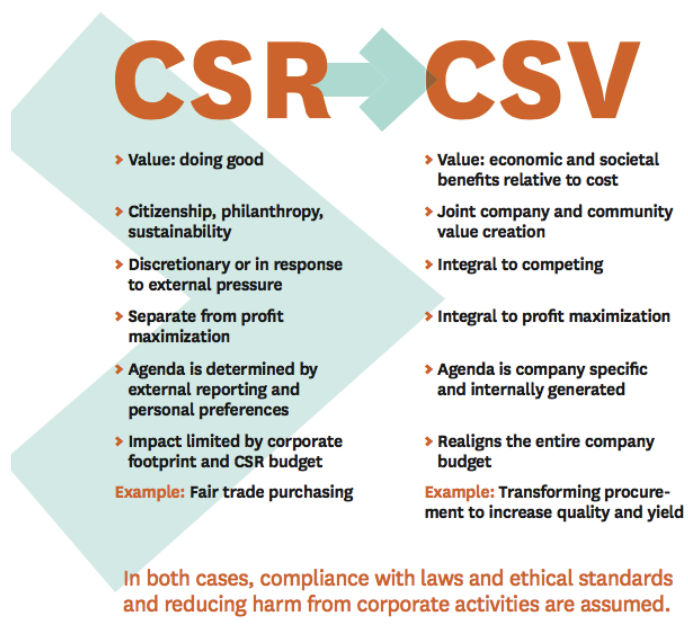 CSR CSV
> Value: doing good
> Value: economic and societal
benefits relative to cost
> Citizenship, philanthropy,
sustainability
> Joint company and community
value creation
> Discretionary or in response
to external pressure
> Integral to competing
> Separate from profit
maximization
> Integral to profit maximization
> Agenda is determined by
external reporting and
personal preferences
> Agenda is company specific
and internally generated
> Impact limited by corporate
footprint and CSR budget
> Realigns the entire company
budget
Example: Fair trade purchasing
Example: Transforming procure-
ment to increase quality and yield
In both cases, compliance with laws and ethical standards
and reducing harm from corporate activities are assumed.